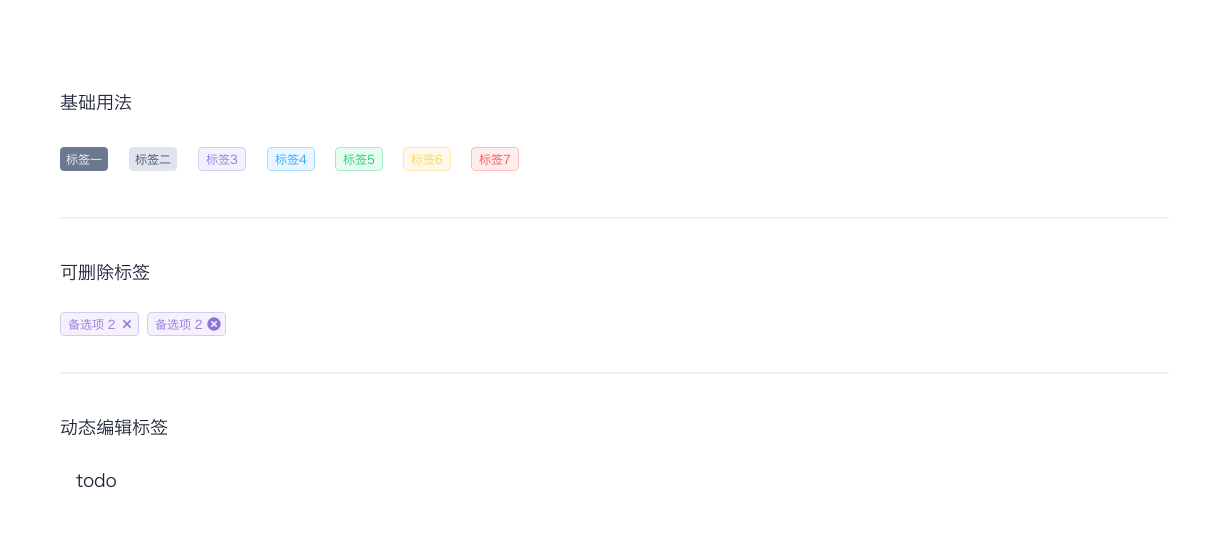 基础用法
标签一 标签二 标签3 标签4 标签5 标签6 标签7
可删除标签
备选项 2 备选项 2
动态编辑标签
todo